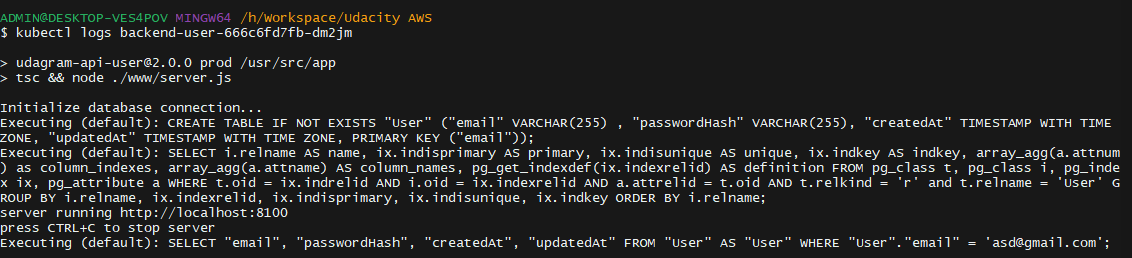 ADMIN@DESKTOP-VES4POV MINGW64 /h/Workspace/Udacity AWS
$ kubectl logs backend-user-666c6fd7fb-dm2jm
> udagram-api-user@2.0.0 prod /usr/src/app
> tsc && node ./www/server.js
Initialize database connection...
Executing (default): CREATE TABLE IF NOT EXISTS "User" ("email" VARCHAR(255) , "passwordHash" VARCHAR(255), "createdAt" TIMESTAMP WITH TIME
ZONE, "updatedAt" TIMESTAMP WITH TIME ZONE, PRIMARY KEY ("email"));
Executing (default): SELECT i.relname AS name, ix.indisprimary AS primary, ix.indisunique AS unique, ix.indkey AS indkey, array_agg(a.attnum
) as column_indexes, array_agg(a.attname) AS column_names, pg_get_indexdef(ix.indexrelid) AS definition FROM pg_class t, pg_class i, pg_inde
x ix, pg_attribute a WHERE t.oid = ix.indrelid AND i.oid = ix.indexrelid AND a.attrelid = t.oid AND t.relkind = 'r' and t.relname = 'User' G
ROUP BY i.relname, ix.indexrelid, ix.indisprimary, ix.indisunique, ix.indkey ORDER BY i.relname;
server running http://localhost:8100
press CTRL+C to stop server
Executing (default): SELECT "email", "passwordHash", "createdAt", "updatedAt" FROM "User" AS "User" WHERE "User"."email" = 'asd@gmail.com';